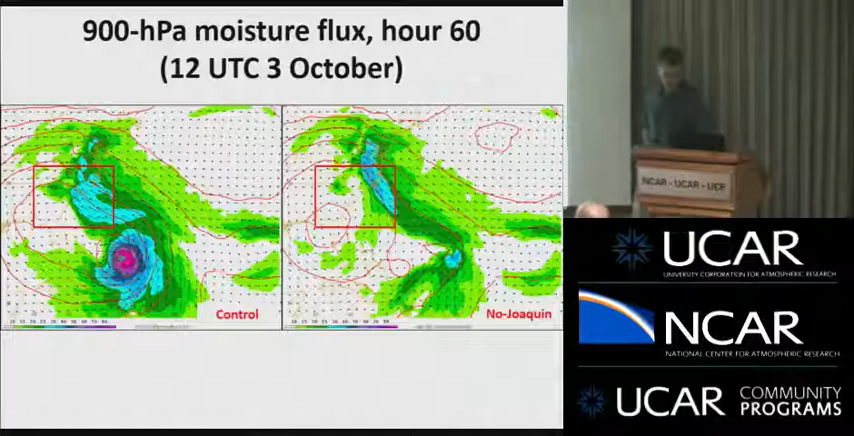 900-hPa moisture flux, hour 60
(12 UTC 3 October)
Control
No-Joaquin
NCAR - UCAR - UCP
UCAR
UNIVERSITY CORPORATION FOR ATMOSPHERIC RESEARCH
NCAR
NATIONAL CENTER FOR ATMOSPHERIC RESEARCH
UCAR COMMUNITY
PROGRAMS